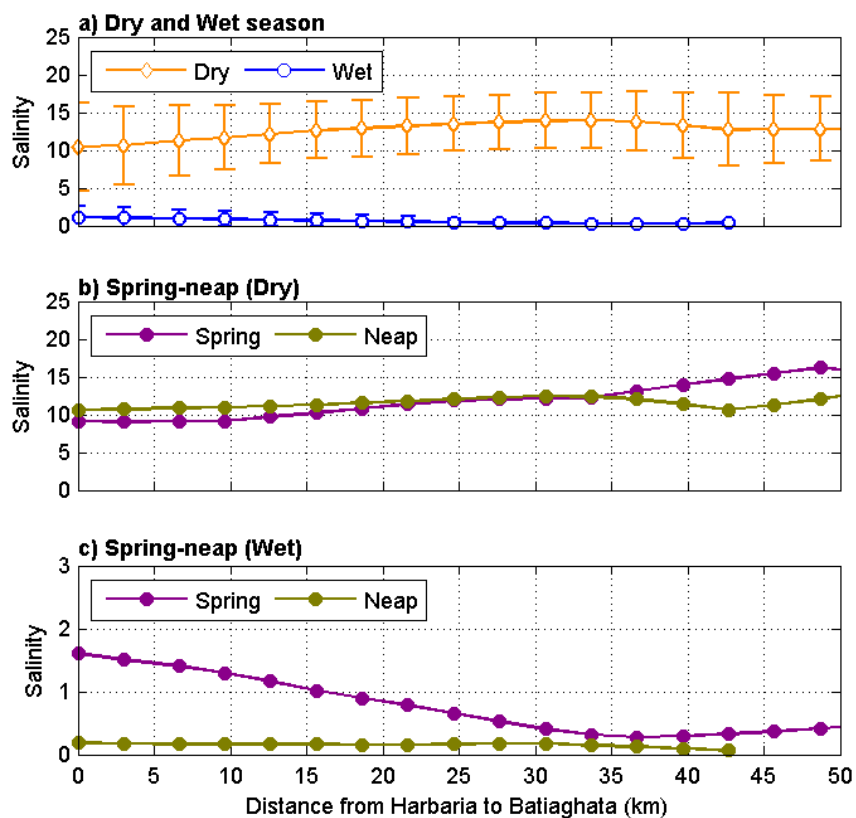 a) Dry and Wet season
25
20
15
10
5
0
Salinity
Dry Wet
b) Spring-neap (Dry)
25
20
15
10
5
0
Salinity
Spring Neap
c) Spring-neap (Wet)
3
2
1
0
Salinity
Spring Neap
0 5 10 15 20 25 30 35 40 45 50
Distance from Harbaria to Batiaghata (km)